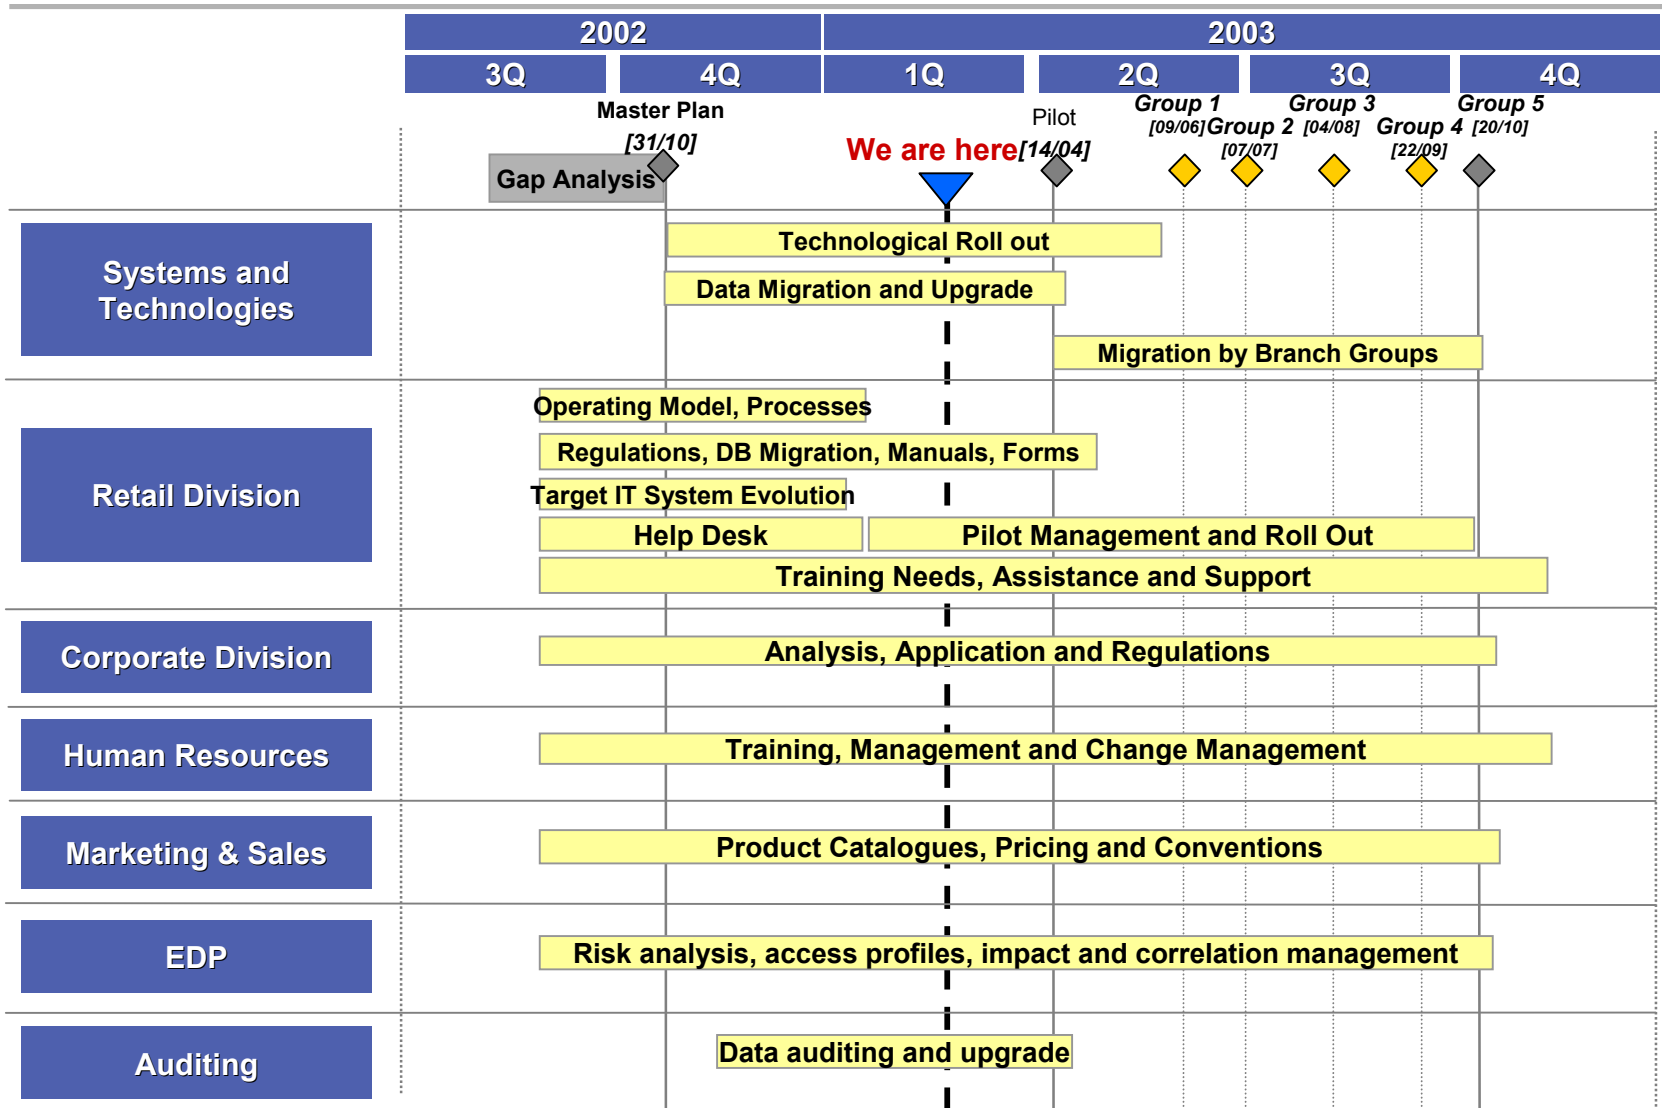 2002 2003
3Q 4Q 1Q 2Q 3Q 4Q
Master Plan
[31/10]
Gap Analysis
We are here
Pilot
[14/04]
Group 1
[09/06]
Group 2
[07/07]
Group 3
[04/08]
Group 4
[22/09]
Group 5
[20/10]
Systems and
Technologies
Technological Roll out
Data Migration and Upgrade
Migration by Branch Groups
Retail Division
Operating Model, Processes
Regulations, DB Migration, Manuals, Forms
Target IT System Evolution
Help Desk
Pilot Management and Roll Out
Training Needs, Assistance and Support
Corporate Division
Analysis, Application and Regulations
Human Resources
Training, Management and Change Management
Marketing & Sales
Product Catalogues, Pricing and Conventions
EDP
Risk analysis, access profiles, impact and correlation management
Auditing
Data auditing and upgrade